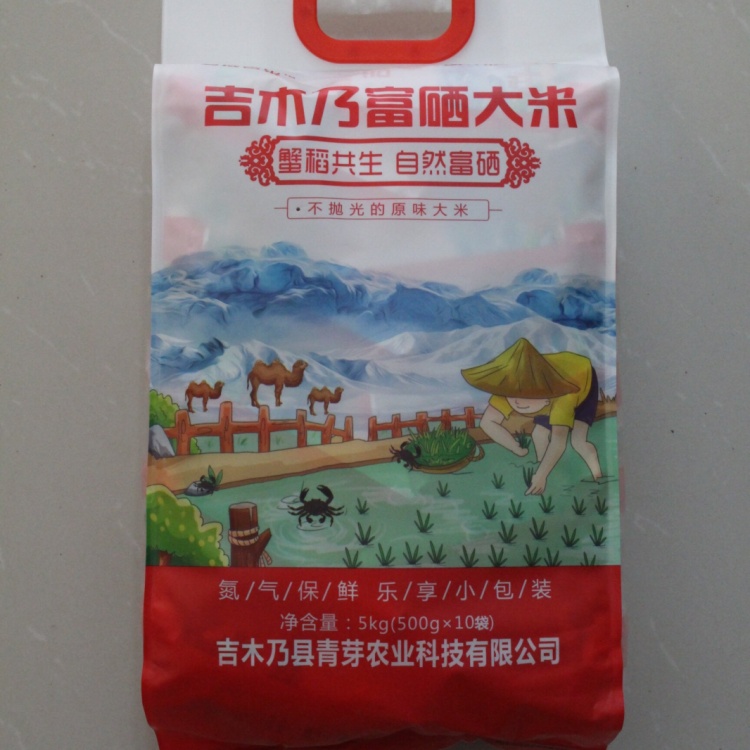 吉木乃富硒大米
蟹稻共生 自然富硒
·不抛光的原味大米
氮/气/保/鲜 乐/享/小/包/装
净含量：5kg(500g×10袋)
吉木乃县青芽农业科技有限公司